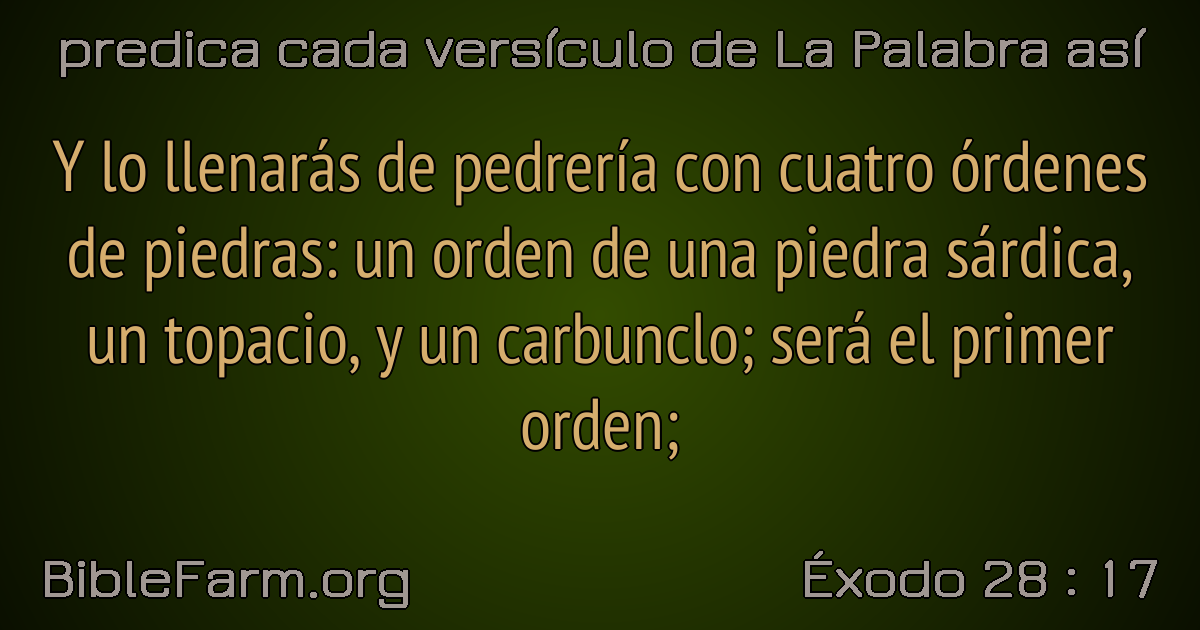 predica cada versículo de La Palabra así
Y lo llenarás de pedrería con cuatro órdenes
de piedras: un orden de una piedra sárdica,
un topacio, y un carbunclo; será el primer
orden;
BibleFarm.org
Éxodo 28 : 17